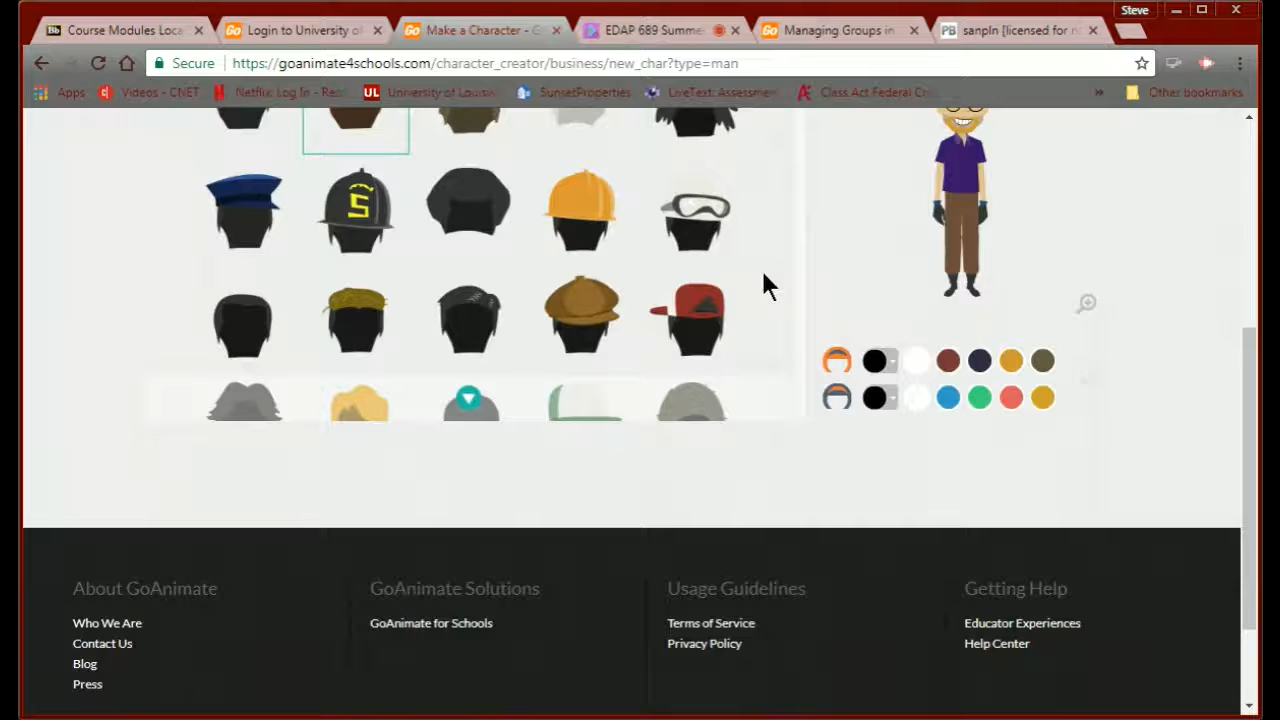 Steve
Course Modules Loca
Login to University of
Make a Character - G
EDAP 689 Summe
Managing Groups in
sanpln [licensed for n
Secure
https://goanimate4schools.com/character_creator/business/new_char?type=man
Apps
Videos - CNET
Netflix: Log In - Rec
UL
University of Louisv
SunsetProperties
LiveText: Assessmen
Class Act Federal Cr
»
Other bookmarks
S
About GoAnimate
GoAnimate Solutions
Usage Guidelines
Getting Help
Who We Are
GoAnimate for Schools
Terms of Service
Educator Experiences
Contact Us
Privacy Policy
Help Center
Blog
Press